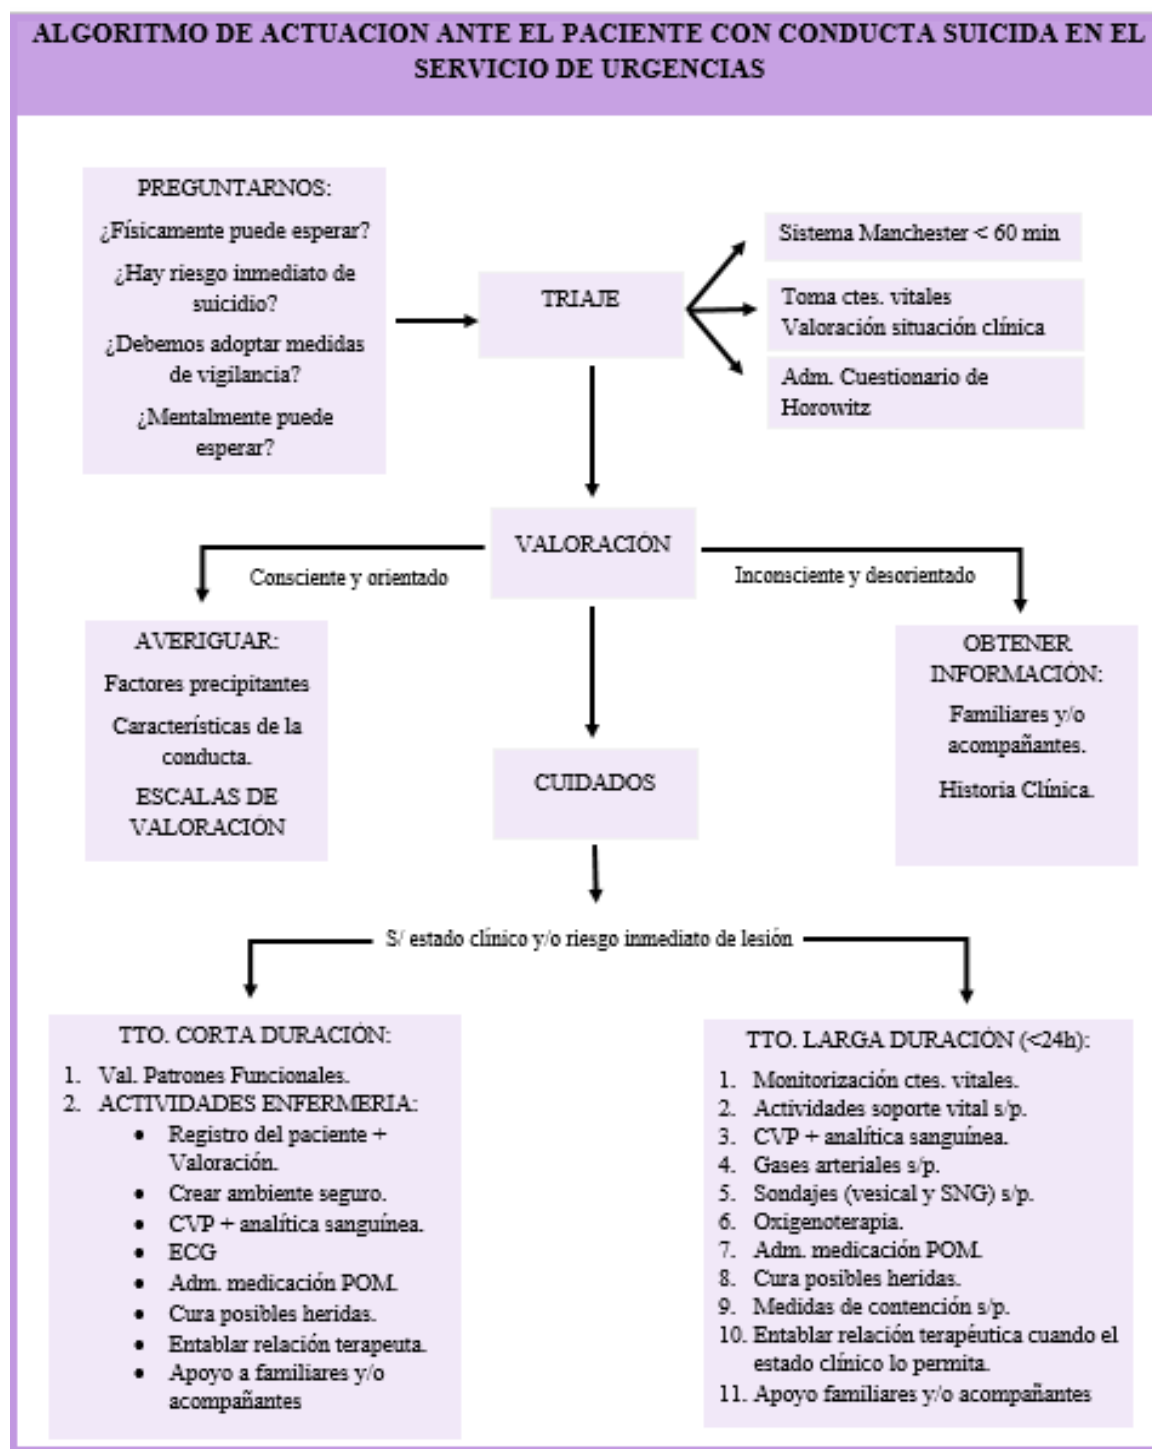 ALGORITMO DE ACTUACION ANTE EL PACIENTE CON CONDUCTA SUICIDA EN EL
SERVICIO DE URGENCIAS
PREGUNTARNOS:
¿Físicamente puede esperar?
¿Hay riesgo inmediato de
suicidio?
¿Debemos adoptar medidas
de vigilancia?
¿Mentalmente puede
esperar?
TRIAJE
Sistema Manchester < 60 min
Toma ctes. vitales
Valoración situación clínica
Adm. Cuestionario de
Horowitz
VALORACIÓN
Consciente y orientado
Inconsciente y desorientado
AVERIGUAR:
Factores precipitantes
Características de la
conducta.
ESCALAS DE
VALORACIÓN
OBTENER
INFORMACIÓN:
Familiares y/o
acompañantes.
Historia Clínica.
CUIDADOS
S/ estado clínico y/o riesgo inmediato de lesión
TTO. CORTA DURACIÓN:
1. Val. Patrones Funcionales.
2. ACTIVIDADES ENFERMERIA:
• Registro del paciente +
Valoración.
• Crear ambiente seguro.
• CVP + analítica sanguínea.
• ECG
• Adm. medicación POM.
• Cura posibles heridas.
• Entablar relación terapeuta.
• Apoyo a familiares y/o
acompañantes
TTO. LARGA DURACIÓN (<24h):
1. Monitorización ctes. vitales.
2. Actividades soporte vital s/p.
3. CVP + analítica sanguínea.
4. Gases arteriales s/p.
5. Sondajes (vesical y SNG) s/p.
6. Oxigenoterapia.
7. Adm. medicación POM.
8. Cura posibles heridas.
9. Medidas de contención s/p.
10. Entablar relación terapéutica cuando el
estado clínico lo permita.
11. Apoyo familiares y/o acompañantes